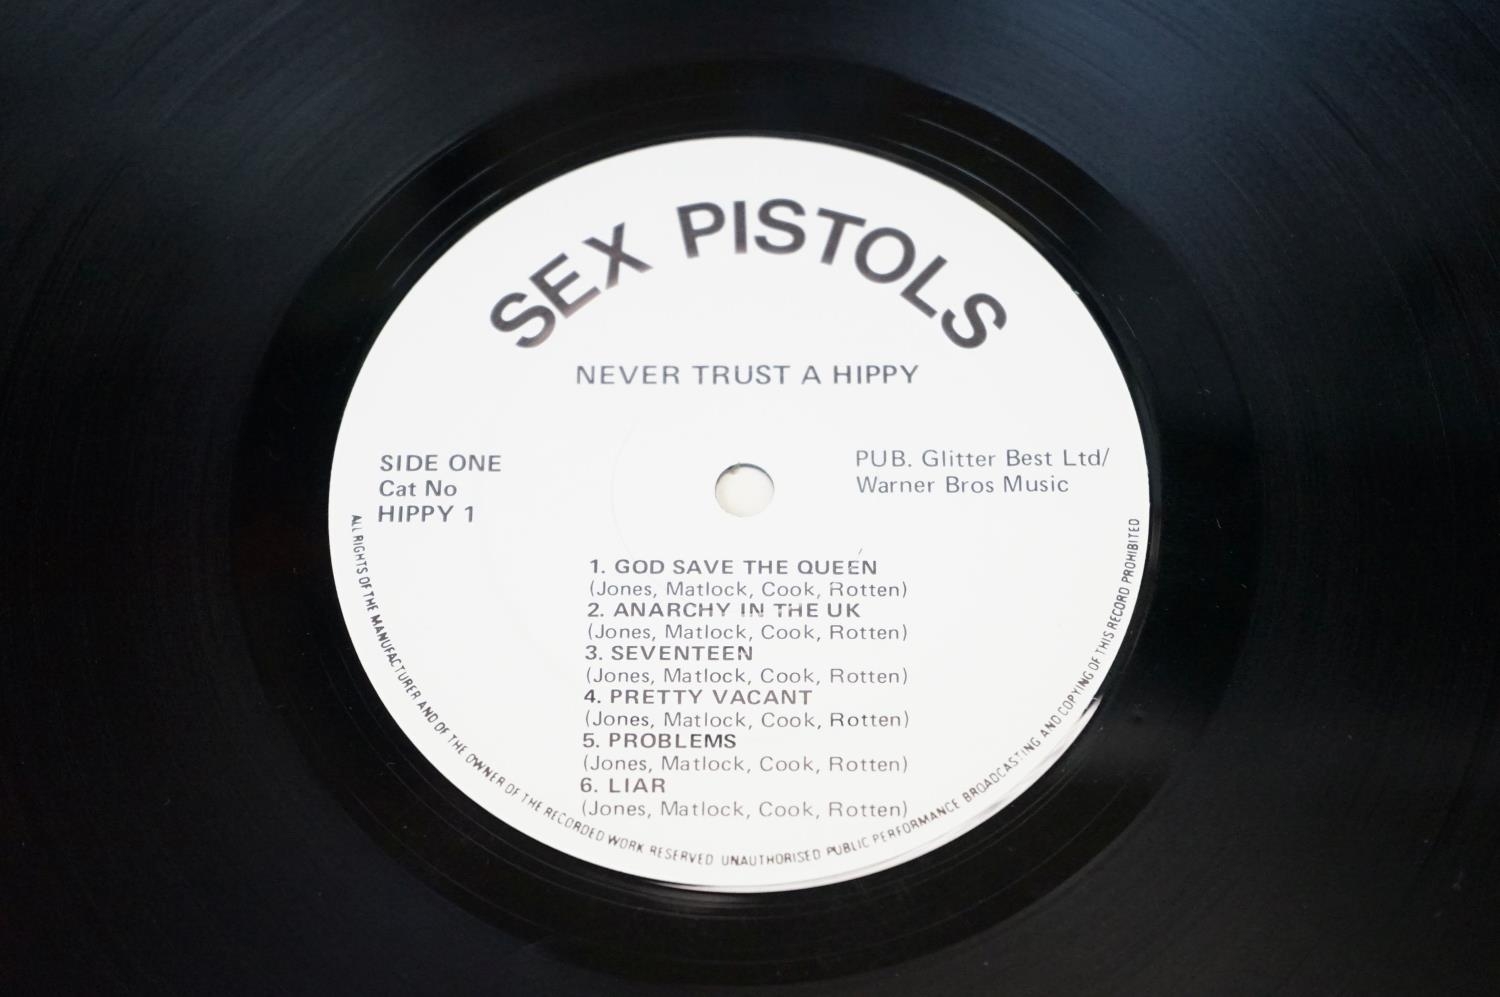 SEX PISTOLS
NEVER TRUST A HIPPY
SIDE ONE
Cat No
HIPPY 1
PUB. Glitter Best Ltd/
Warner Bros Music
1. GOD SAVE THE QUEEN
(Jones, Matlock, Cook, Rotten)
2. ANARCHY IN THE UK
(Jones, Matlock, Cook, Rotten)
3. SEVENTEEN
(Jones, Matlock, Cook, Rotten)
4. PRETTY VACANT
(Jones, Matlock, Cook, Rotten)
5. PROBLEMS
(Jones, Matlock, Cook, Rotten)
6. LIAR
(Jones, Matlock, Cook, Rotten)
ALL RIGHTS OF THE MANUFACTURER AND OF THE OWNER OF THE RECORDED WORK RESERVED UNAUTHORISED PUBLIC PERFORMANCE BROADCASTING AND COPYING OF THIS RECORD PROHIBITED